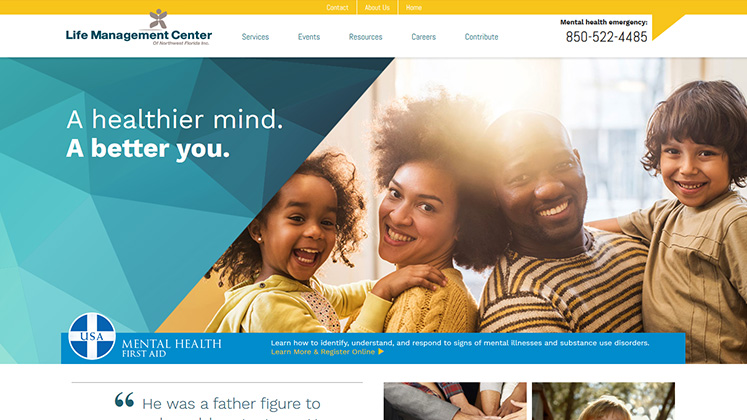 Contact About Us Home
Mental health emergency:
850-522-4485
Life Management Center
Of Northwest Florida Inc.
Services Events Resources Careers Contribute
A healthier mind.
A better you.
USA
MENTAL HEALTH
FIRST AID
Learn how to identify, understand, and respond to signs of mental illnesses and substance use disorders.
Learn More & Register Online
“ He was a father figure to